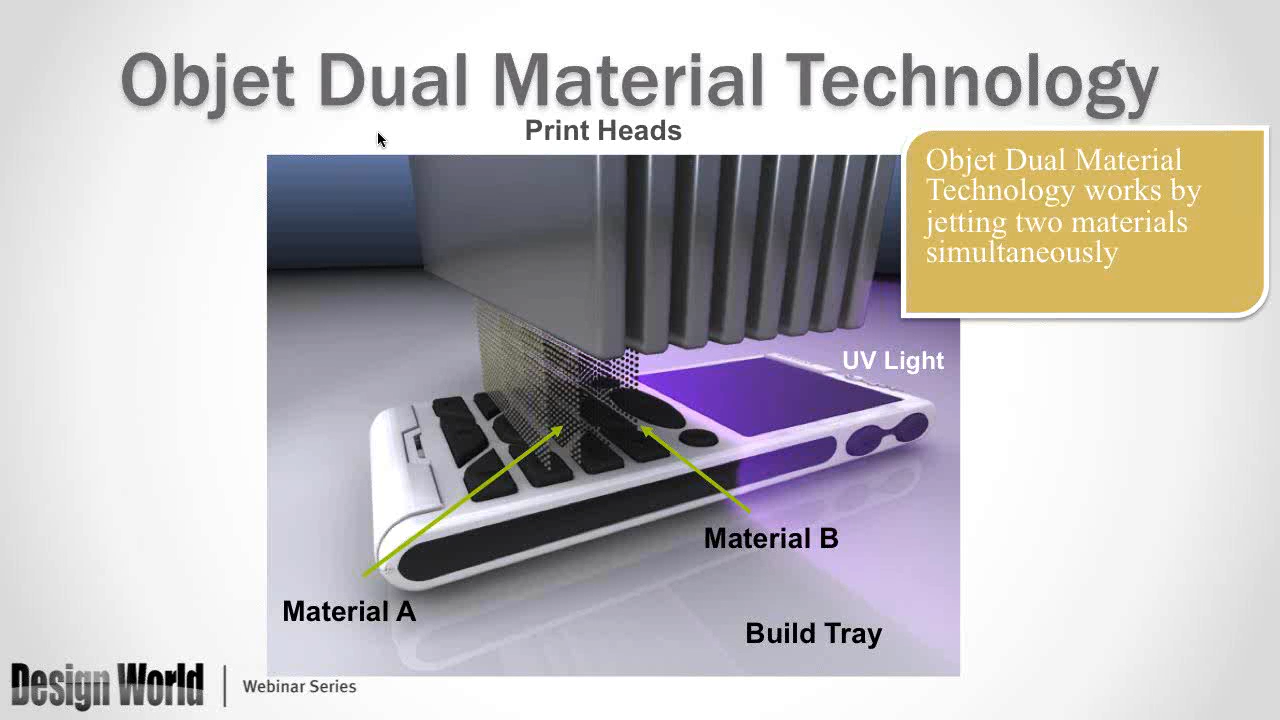 Objet Dual Material Technology
Print Heads
Objet Dual Material
Technology works by
jetting two materials
simultaneously
UV Light
Material B
Material A
Build Tray
Design World
Webinar Series